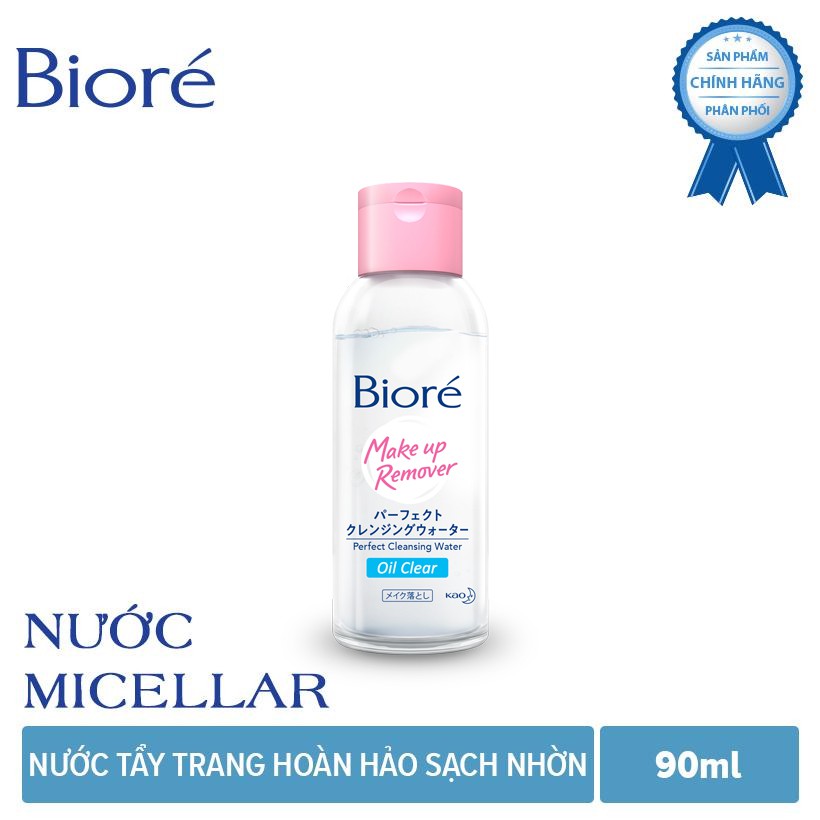 Bioré
SẢN PHẨM
CHÍNH HÃNG
PHÂN PHỐI
Bioré
Make up
Remover
パーフェクト
クレンジングウォーター
Perfect Cleansing Water
Oil Clear
メイク落とし
Kao
NƯỚC
MICELLAR
NƯỚC TẨY TRANG HOÀN HẢO SẠCH NHỜN
90ml